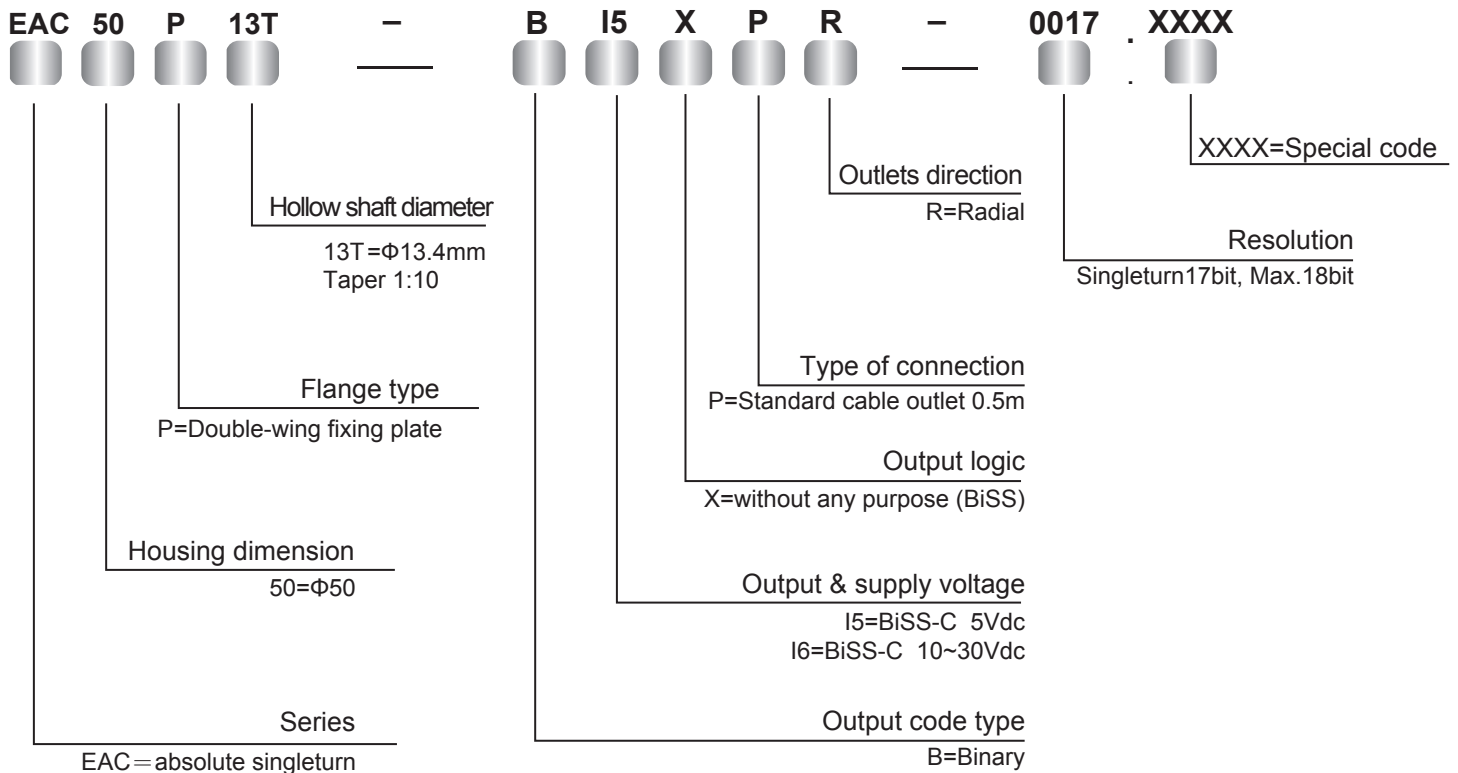 EAC 50 P 13T – B I5 X P R – 0017 . XXXX
.
XXXX=Special code
Outlets direction
R=Radial
Hollow shaft diameter
13T=Φ13.4mm
Taper 1:10
Resolution
Singleturn17bit, Max.18bit
Type of connection
P=Standard cable outlet 0.5m
Flange type
P=Double-wing fixing plate
Output logic
X=without any purpose (BiSS)
Housing dimension
50=Φ50
Output & supply voltage
I5=BiSS-C 5Vdc
I6=BiSS-C 10~30Vdc
Series
EAC=absolute singleturn
Output code type
B=Binary